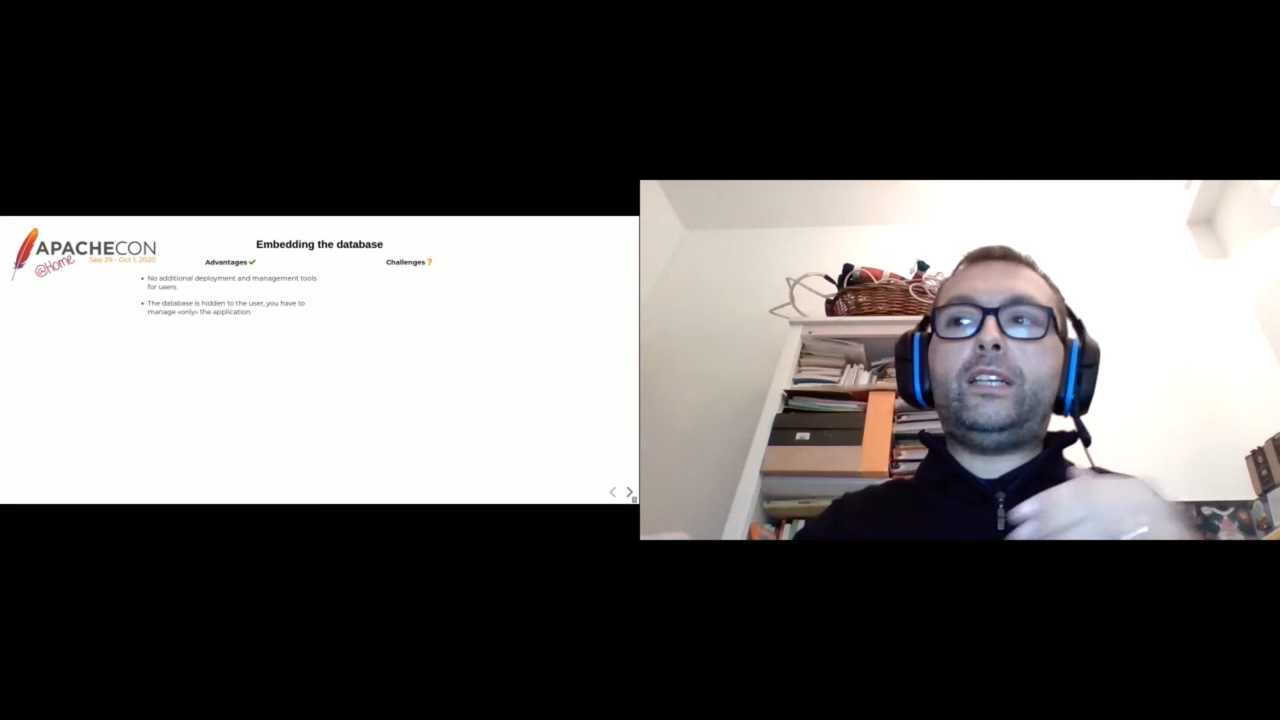 APACHECON
@Home
Sep 29 - Oct 1, 2020
Embedding the database
Advantages ✔
Challenges ?
• No additional deployment and management tools
for users.
• The database is hidden to the user, you have to
manage «only» the application.